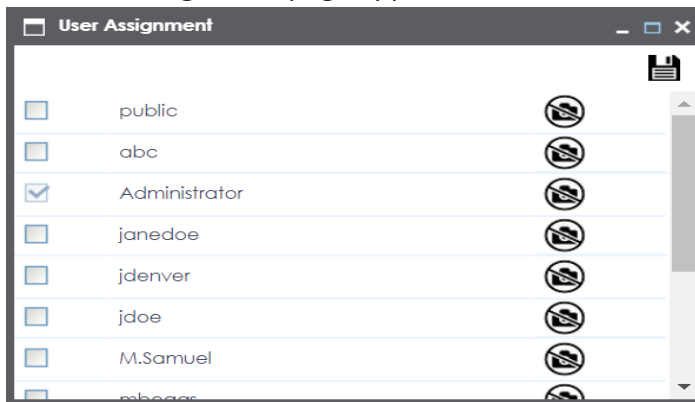 User Assignment
public
abc
Administrator
janedoe
jdenver
jdoe
M.Samuel